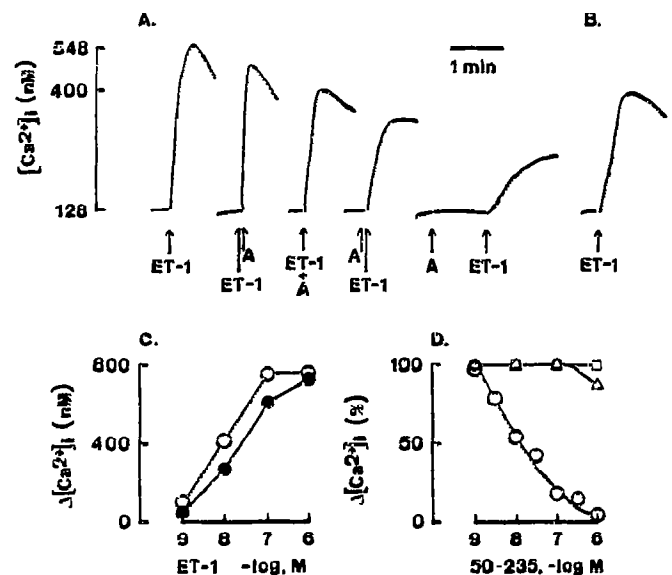 A.
B.
548
400
128
[Ca2+]i (nM)
1 min
ET-1
A
ET-1
ET-1
+
A
A
ET-1
A
ET-1
ET-1
C.
D.
800
400
0
Δ[Ca2+]i (nM)
9 8 7 6
ET-1 -log, M
100
50
0
Δ[Ca2+]i (%)
9 8 7 6
50-235, -log M